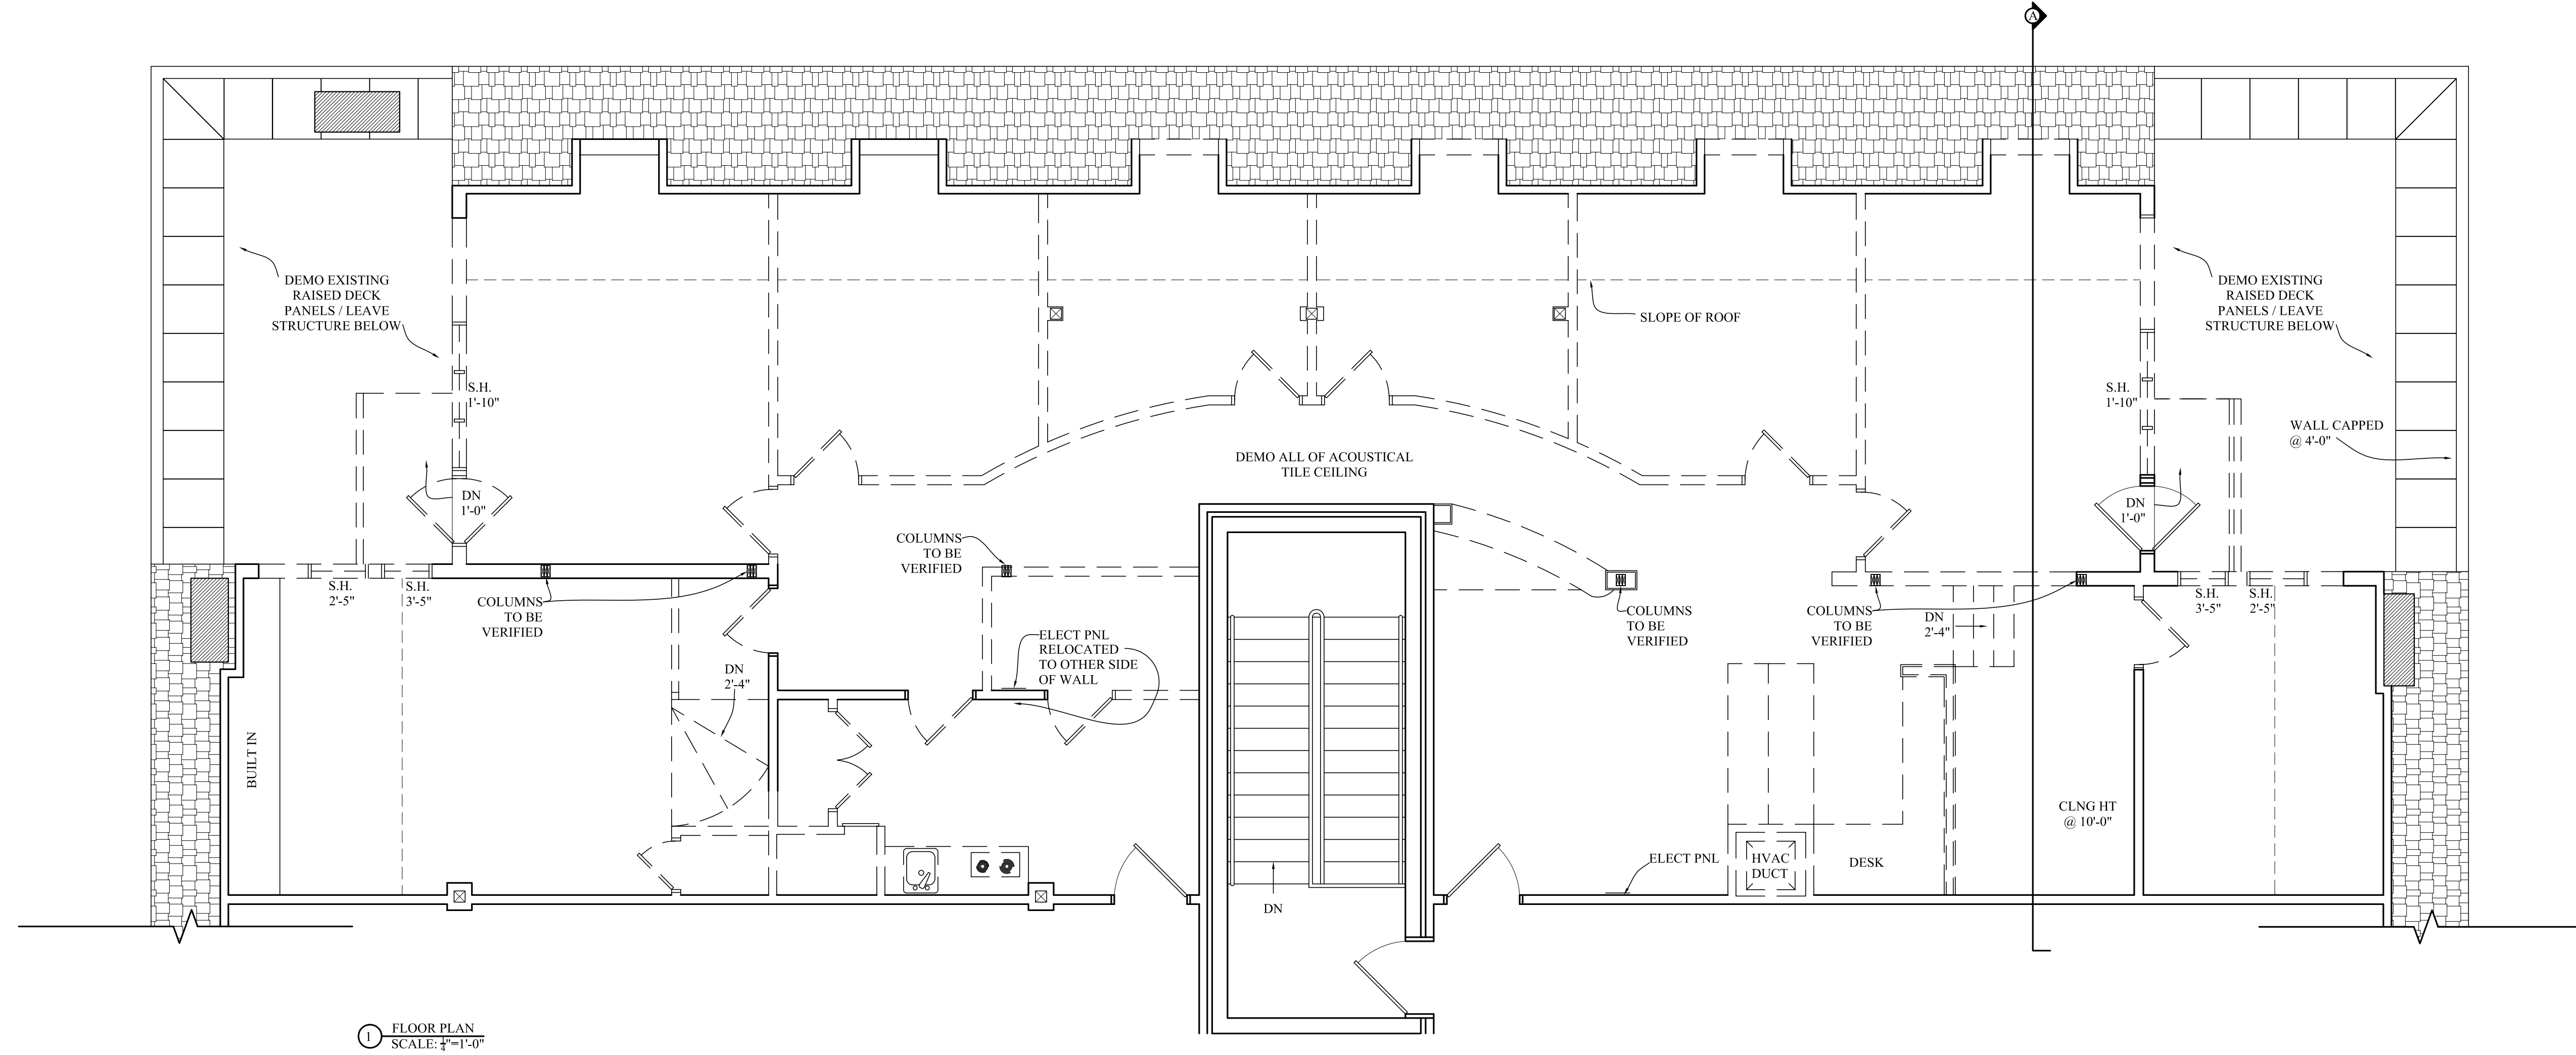 A
DEMO EXISTING
RAISED DECK
PANELS / LEAVE
STRUCTURE BELOW
S.H.
1'-10"
DN
1'-0"
S.H.
2'-5"
S.H.
3'-5"
COLUMNS
TO BE
VERIFIED
BUILT IN
DN
2'-4"
COLUMNS
TO BE
VERIFIED
ELECT PNL
RELOCATED
TO OTHER SIDE
OF WALL
DEMO ALL OF ACOUSTICAL
TILE CEILING
SLOPE OF ROOF
DN
COLUMNS
TO BE
VERIFIED
ELECT PNL
HVAC
DUCT
DESK
COLUMNS
TO BE
VERIFIED
DN
2'-4"
CLNG HT
@ 10'-0"
DEMO EXISTING
RAISED DECK
PANELS / LEAVE
STRUCTURE BELOW
S.H.
1'-10"
WALL CAPPED
@ 4'-0"
DN
1'-0"
S.H.
3'-5"
S.H.
2'-5"
1
FLOOR PLAN
SCALE: 1/4"=1'-0"